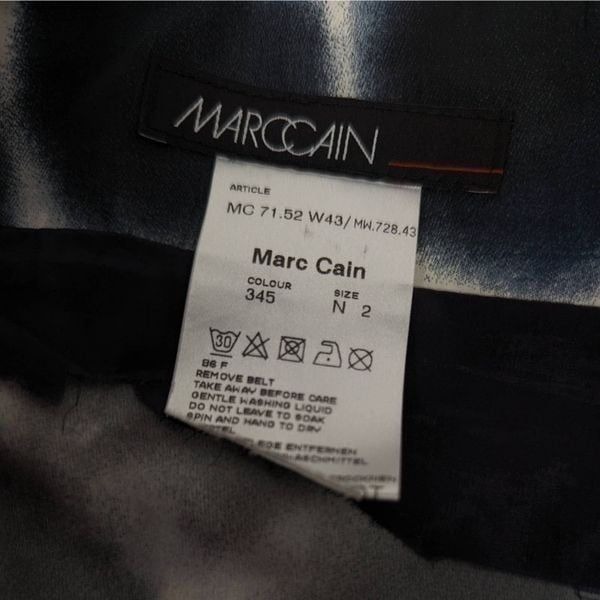 MARCCAIN
ARTICLE
MC 71.52 W43/ MW.728.43
Marc Cain
COLOUR
345
SIZE
N 2
30
86 F
REMOVE BELT
TAKE AWAY BEFORE CARE
GENTLE WASHING LIQUID
DO NOT LEAVE TO SOAK
SPIN AND HANG TO DRY
ENTFERNEN